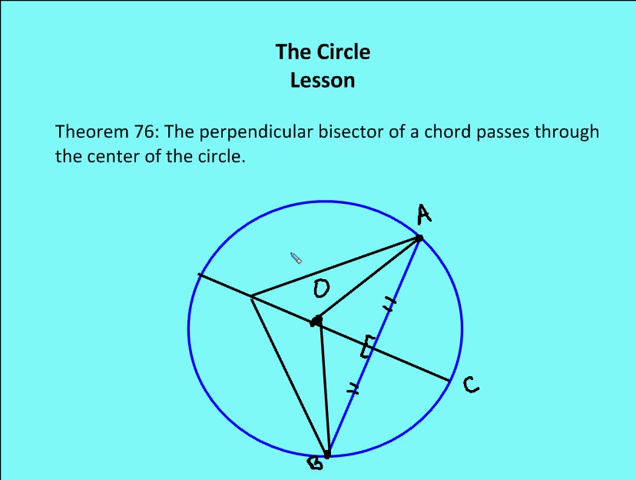 The Circle
Lesson
Theorem 76: The perpendicular bisector of a chord passes through
the center of the circle.
A
O
C
B